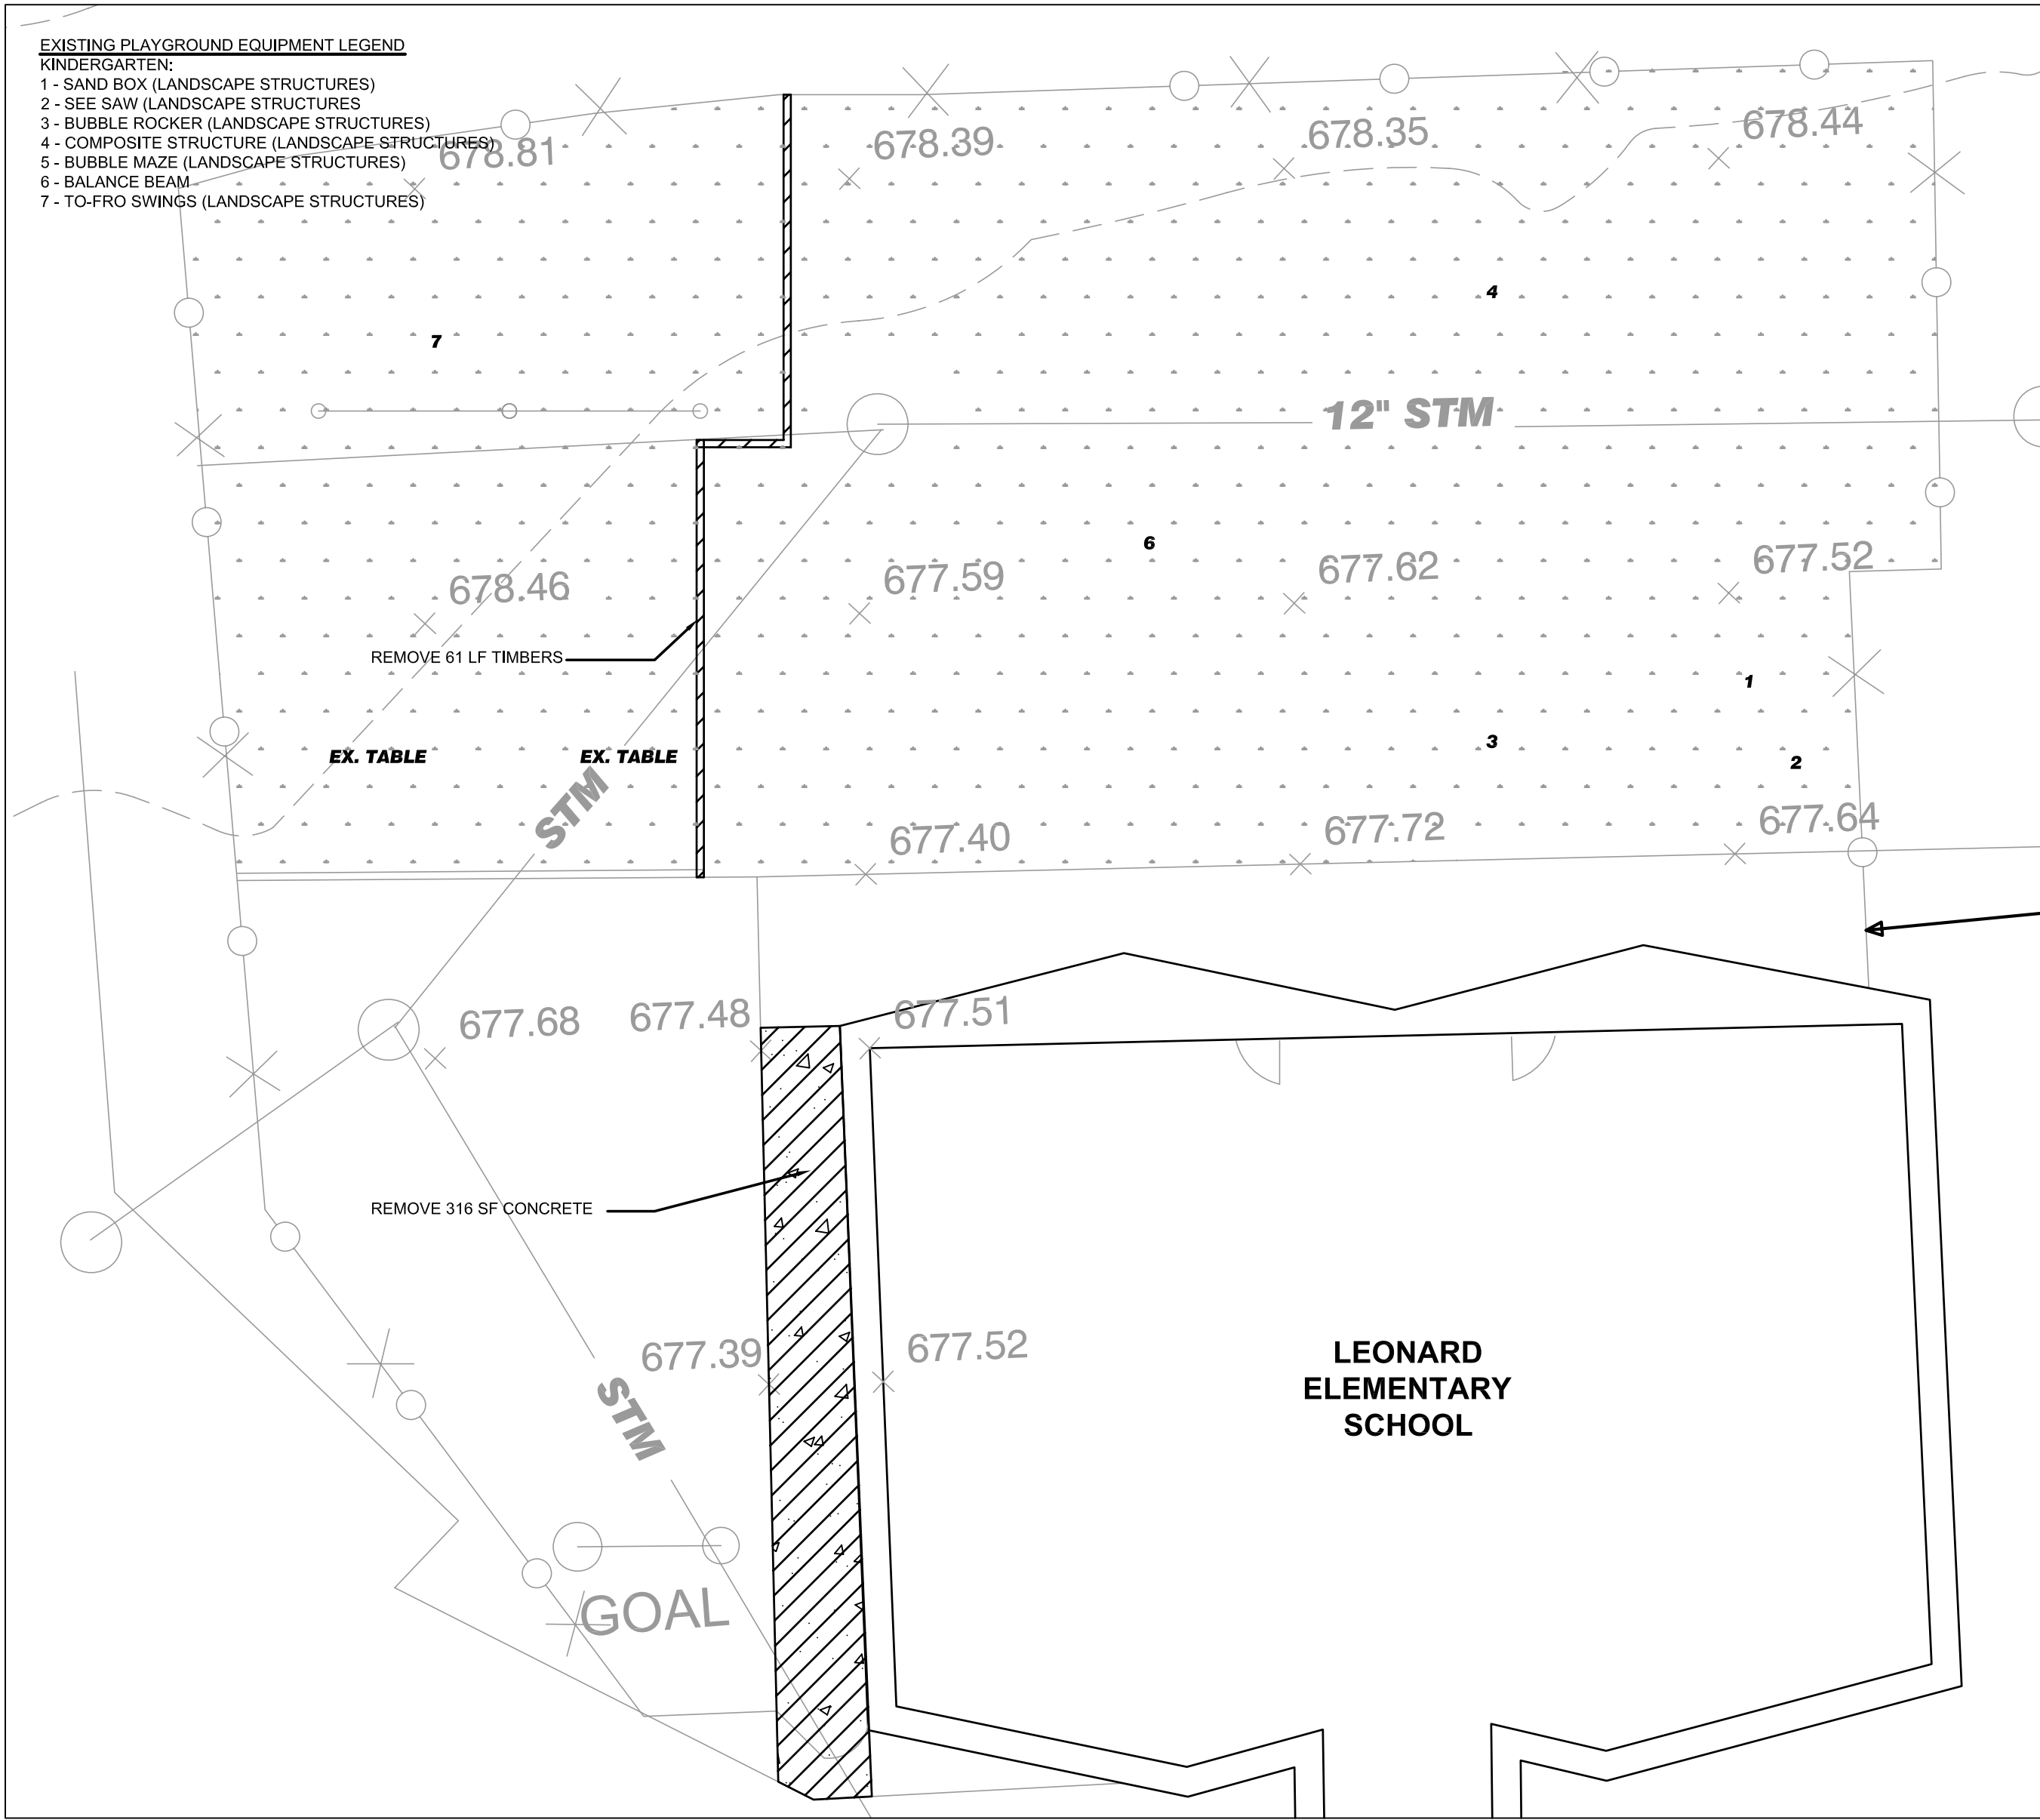 EXISTING PLAYGROUND EQUIPMENT LEGEND
KINDERGARTEN:
1 - SAND BOX (LANDSCAPE STRUCTURES)
2 - SEE SAW (LANDSCAPE STRUCTURES
3 - BUBBLE ROCKER (LANDSCAPE STRUCTURES)
4 - COMPOSITE STRUCTURE (LANDSCAPE STRUCTURES)
5 - BUBBLE MAZE (LANDSCAPE STRUCTURES)
6 - BALANCE BEAM
7 - TO-FRO SWINGS (LANDSCAPE STRUCTURES)
678.81
678.39
678.35
678.44
4
7
12" STM
6
678.46
677.59
677.62
677.52
REMOVE 61 LF TIMBERS
1
EX. TABLE
EX. TABLE
3
2
STM
677.40
677.72
677.64
677.68
677.48
677.51
REMOVE 316 SF CONCRETE
677.39
677.52
LEONARD
ELEMENTARY
SCHOOL
STM
GOAL